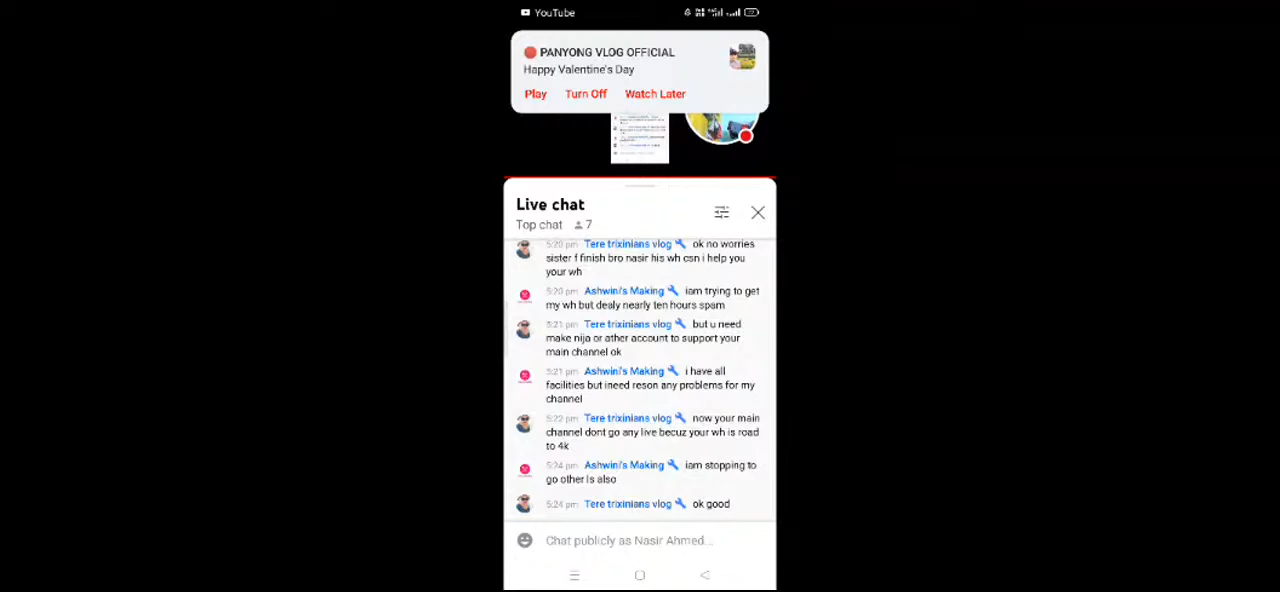 YouTube
PANYONG VLOG OFFICIAL
Happy Valentine's Day
Play Turn Off Watch Later
Live chat
Top chat 7
5:20 pm Tere trixinians vlog ok no worries
sister f finish bro nasir his wh csn i help you
your wh
5:20 pm Ashwini's Making iam trying to get
my wh but dealy nearly ten hours spam
5:21 pm Tere trixinians vlog but u need
make nija or ather account to support your
main channel ok
5:21 pm Ashwini's Making i have all
facilities but ineed reson any problems for my
channel
5:22 pm Tere trixinians vlog now your main
channel dont go any live becuz your wh is road
to 4k
5:24 pm Ashwini's Making iam stopping to
go other ls also
5:24 pm Tere trixinians vlog ok good
Chat publicly as Nasir Ahmed...